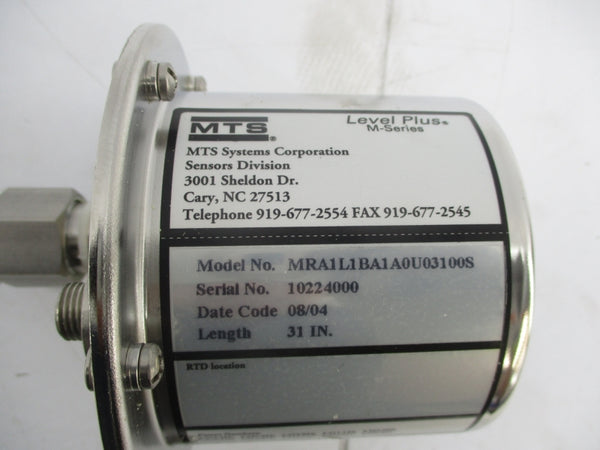 MTS®
Level Plus®
M-Series
MTS Systems Corporation
Sensors Division
3001 Sheldon Dr.
Cary, NC 27513
Telephone 919-677-2554 FAX 919-677-2545
Model No. MRA1L1BA1A0U03100S
Serial No. 10224000
Date Code 08/04
Length 31 IN.
RTD location